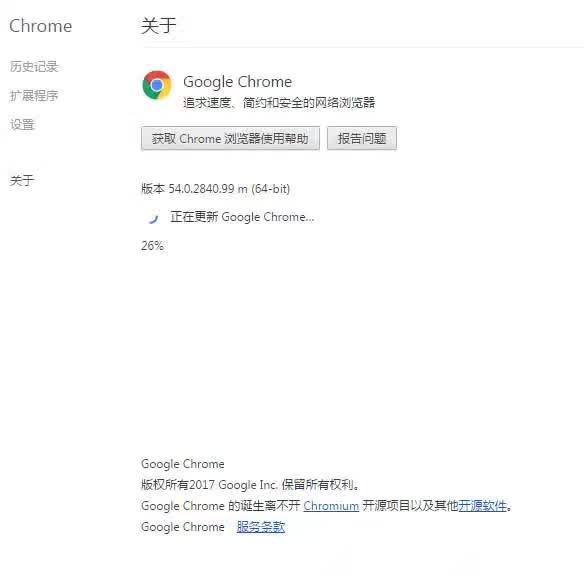 Chrome
关于
历史记录
扩展程序
设置
关于
Google Chrome
追求速度、简约和安全的网络浏览器
获取 Chrome 浏览器使用帮助
报告问题
版本 54.0.2840.99 m (64-bit)
正在更新 Google Chrome...
26%
Google Chrome
版权所有2017 Google Inc. 保留所有权利。
Google Chrome 的诞生离不开 Chromium 开源项目以及其他开源软件。
Google Chrome 服务条款